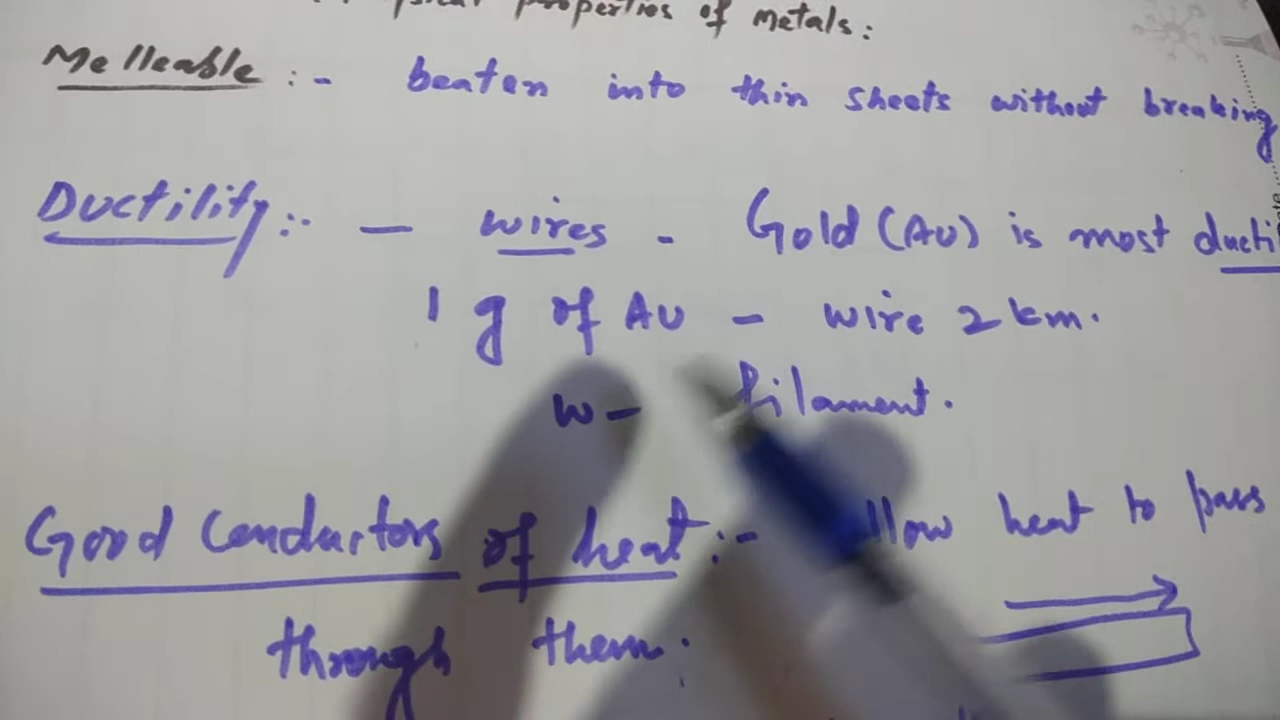 properties of metals:
Melleable :- beaten into thin sheets without breaking
Ductility :- — wires - Gold (Au) is most ducti
1 g of Au - wire 2 km.
W - filament.
Good Conductors of heat :- allow heat to pass
through them.